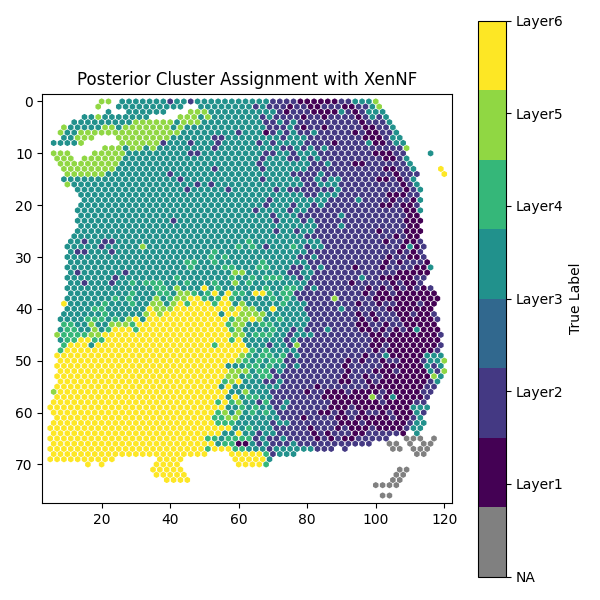 Posterior Cluster Assignment with XenNF
0
10
20
30
40
50
60
70
20
40
60
80
100
120
Layer6
Layer5
Layer4
Layer3
Layer2
Layer1
NA
True Label